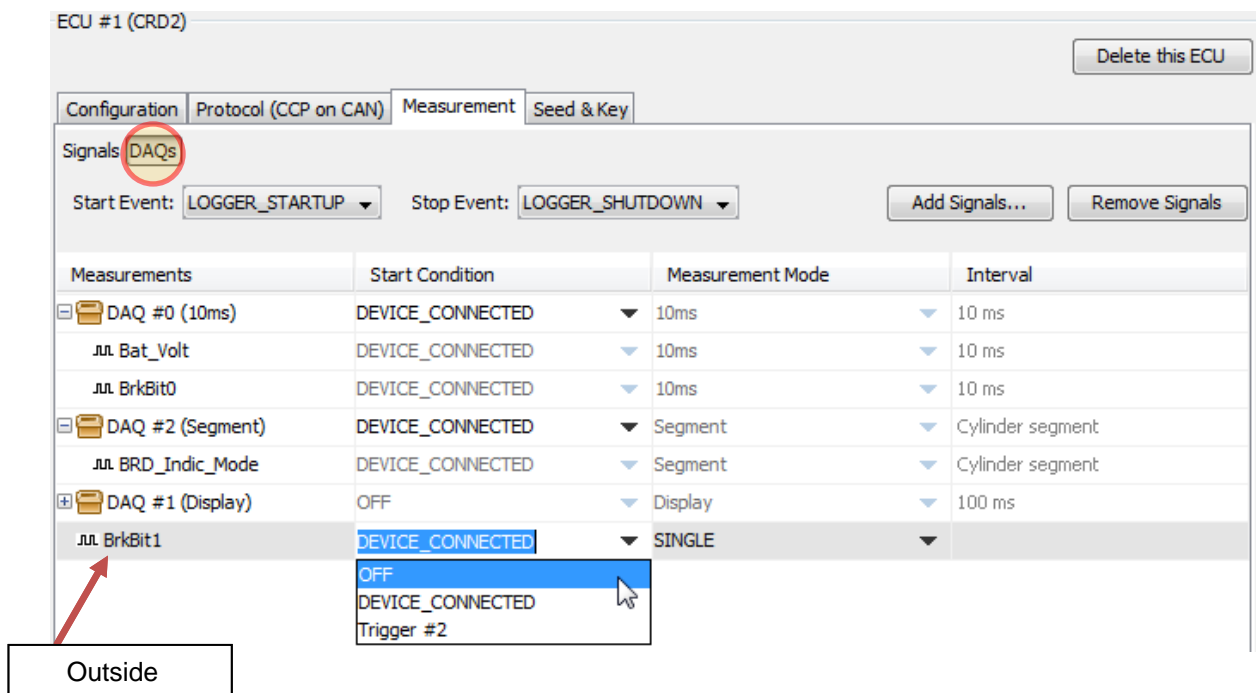 ECU #1 (CRD2)
Delete this ECU
Configuration Protocol (CCP on CAN) Measurement Seed & Key
Signals DAQs
Start Event: LOGGER_STARTUP Stop Event: LOGGER_SHUTDOWN Add Signals... Remove Signals
Measurements Start Condition Measurement Mode Interval
DAQ #0 (10ms) DEVICE_CONNECTED 10ms 10 ms
Bat_Volt DEVICE_CONNECTED 10ms 10 ms
BrkBit0 DEVICE_CONNECTED 10ms 10 ms
DAQ #2 (Segment) DEVICE_CONNECTED Segment Cylinder segment
BRD_Indic_Mode DEVICE_CONNECTED Segment Cylinder segment
DAQ #1 (Display) OFF Display 100 ms
BrkBit1 DEVICE_CONNECTED SINGLE
OFF
DEVICE_CONNECTED
Trigger #2
Outside